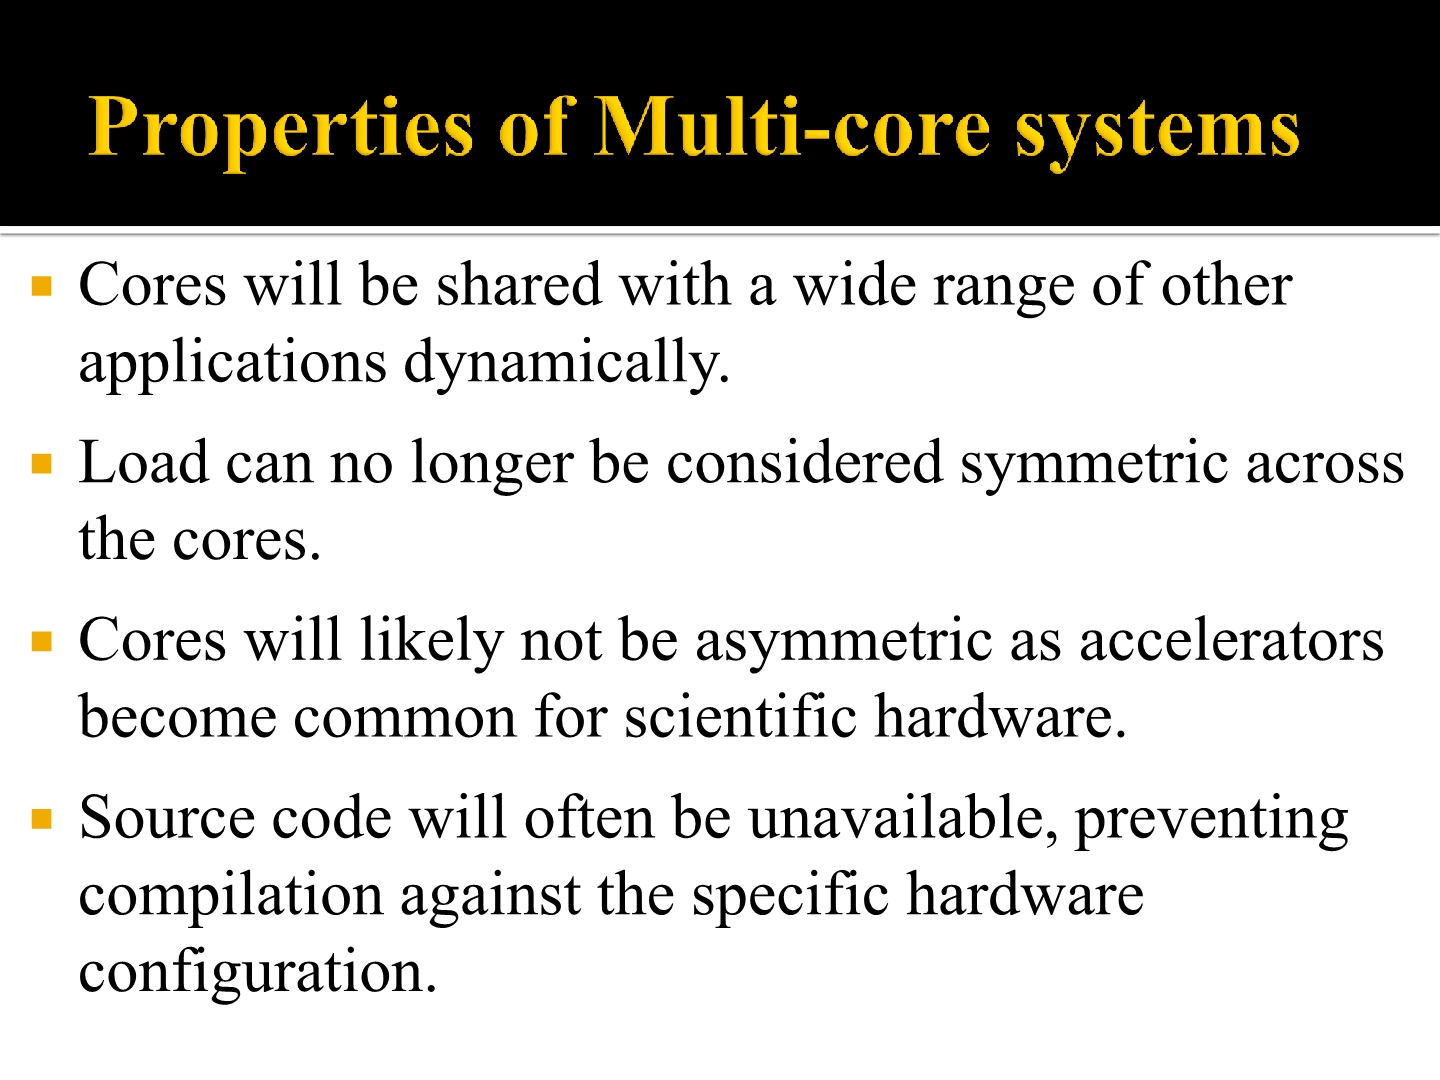 Properties of Multi-core systems
Cores will be shared with a wide range of other
applications dynamically.
Load can no longer be considered symmetric across
the cores.
Cores will likely not be asymmetric as accelerators
become common for scientific hardware.
Source code will often be unavailable, preventing
compilation against the specific hardware
configuration.